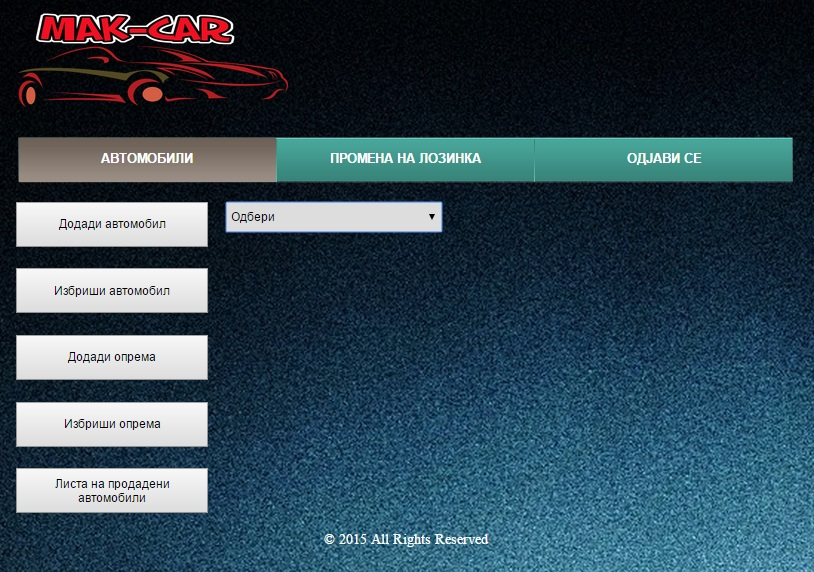 MAK-CAR
АВТОМОБИЛИ
ПРОМЕНА НА ЛОЗИНКА
ОДЈАВИ СЕ
Додади автомобил
Одбери
Избриши автомобил
Додади опрема
Избриши опрема
Листа на продадени
автомобили
© 2015 All Rights Reserved